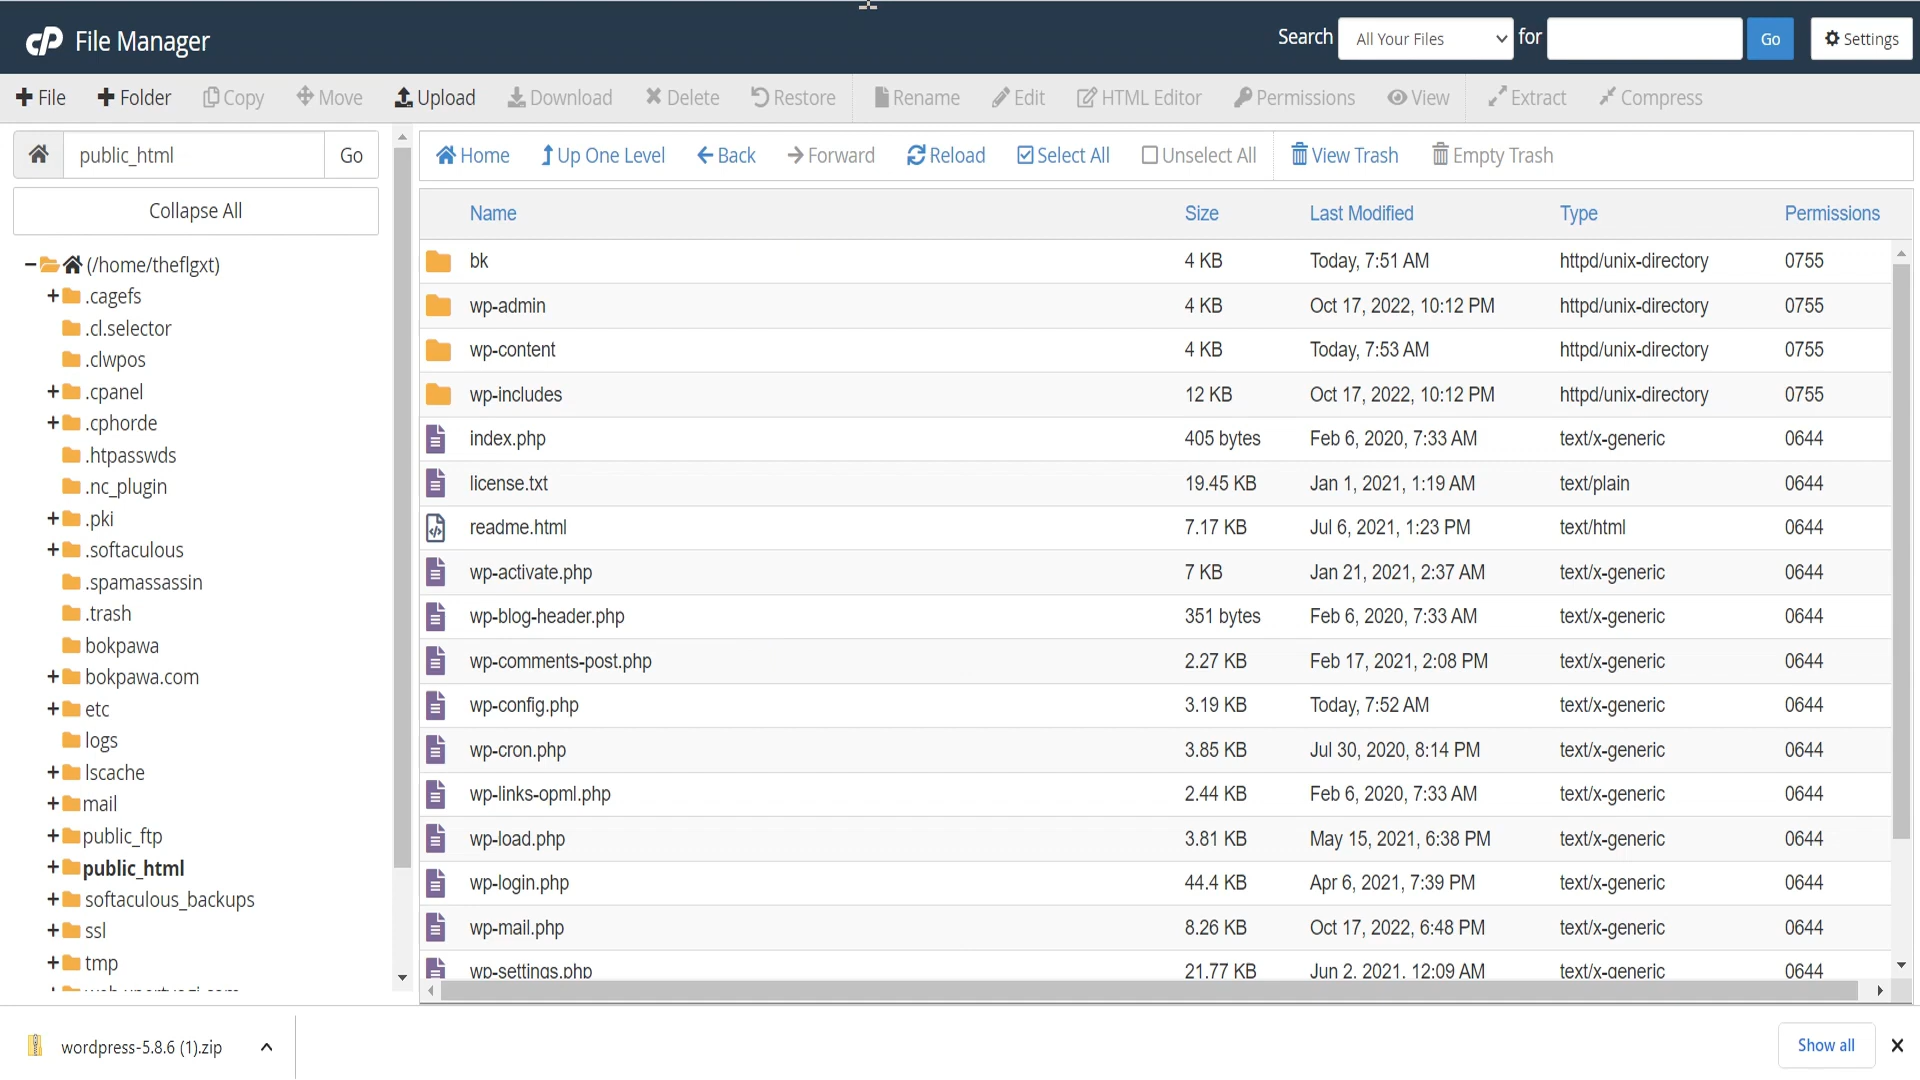 cP File Manager
Search All Your Files for Go Settings
File Folder Copy Move Upload Download Delete Restore Rename Edit HTML Editor Permissions View Extract Compress
public_html Go
Home Up One Level Back Forward Reload Select All Unselect All View Trash Empty Trash
Collapse All
(/home/theflgxt)
.cagefs
.cl.selector
.clwpos
.cpanel
.cphorde
.htpasswds
.nc_plugin
.pki
.softaculous
.spamassassin
.trash
bokpawa
bokpawa.com
etc
logs
lscache
mail
public_ftp
public_html
softaculous_backups
ssl
tmp
Name Size Last Modified Type Permissions
bk 4 KB Today, 7:51 AM httpd/unix-directory 0755
wp-admin 4 KB Oct 17, 2022, 10:12 PM httpd/unix-directory 0755
wp-content 4 KB Today, 7:53 AM httpd/unix-directory 0755
wp-includes 12 KB Oct 17, 2022, 10:12 PM httpd/unix-directory 0755
index.php 405 bytes Feb 6, 2020, 7:33 AM text/x-generic 0644
license.txt 19.45 KB Jan 1, 2021, 1:19 AM text/plain 0644
readme.html 7.17 KB Jul 6, 2021, 1:23 PM text/html 0644
wp-activate.php 7 KB Jan 21, 2021, 2:37 AM text/x-generic 0644
wp-blog-header.php 351 bytes Feb 6, 2020, 7:33 AM text/x-generic 0644
wp-comments-post.php 2.27 KB Feb 17, 2021, 2:08 PM text/x-generic 0644
wp-config.php 3.19 KB Today, 7:52 AM text/x-generic 0644
wp-cron.php 3.85 KB Jul 30, 2020, 8:14 PM text/x-generic 0644
wp-links-opml.php 2.44 KB Feb 6, 2020, 7:33 AM text/x-generic 0644
wp-load.php 3.81 KB May 15, 2021, 6:38 PM text/x-generic 0644
wp-login.php 44.4 KB Apr 6, 2021, 7:39 PM text/x-generic 0644
wp-mail.php 8.26 KB Oct 17, 2022, 6:48 PM text/x-generic 0644
wp-settings.php 21.77 KB Jun 2, 2021, 12:09 AM text/x-generic 0644
wordpress-5.8.6 (1).zip Show all